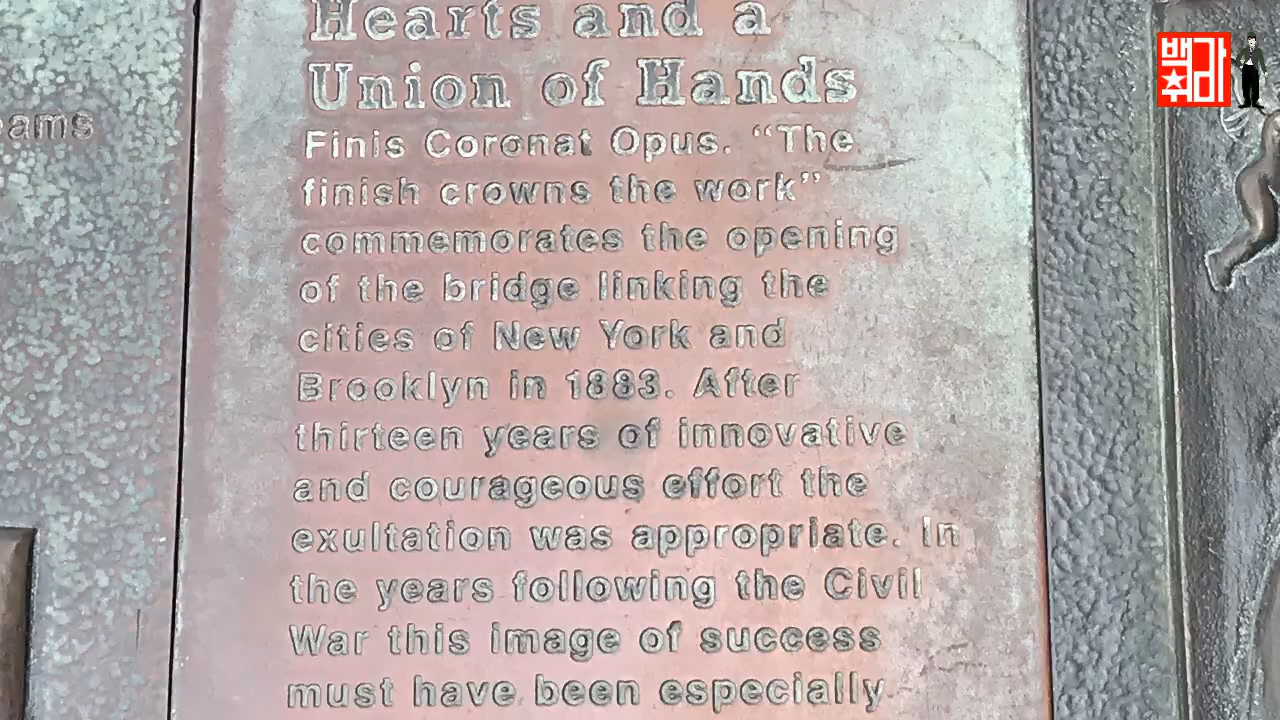 Hearts and a
Union of Hands
Finis Coronat Opus. “The
finish crowns the work”
commemorates the opening
of the bridge linking the
cities of New York and
Brooklyn in 1883. After
thirteen years of innovative
and courageous effort the
exultation was appropriate. In
the years following the Civil
War this image of success
must have been especially
eams
백라
취